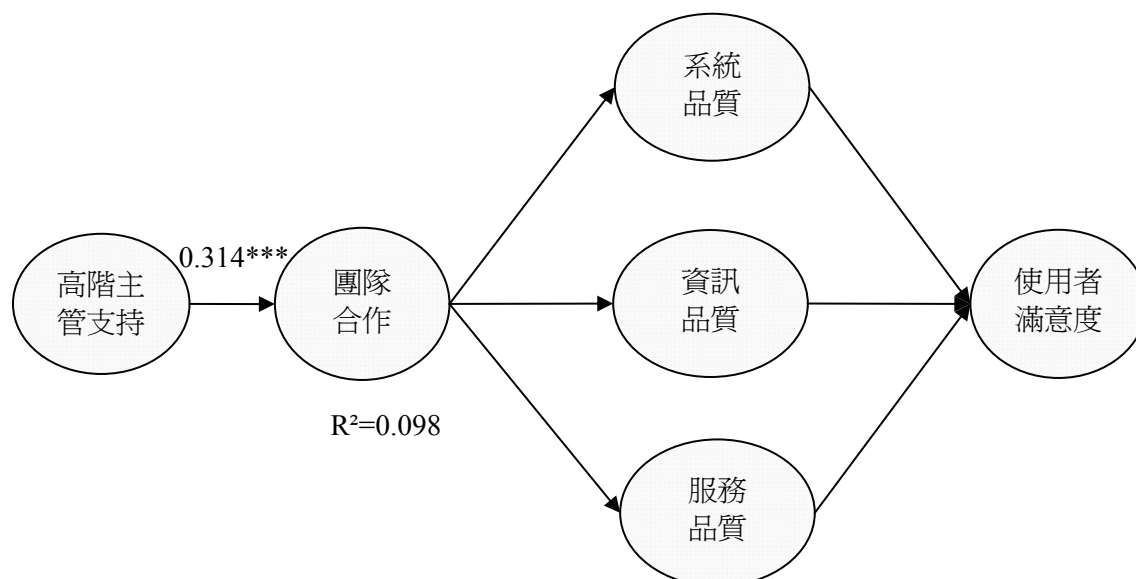 系統
品質
0.314***
高階主
管支持
團隊
合作
資訊
品質
使用者
滿意度
R²=0.098
服務
品質